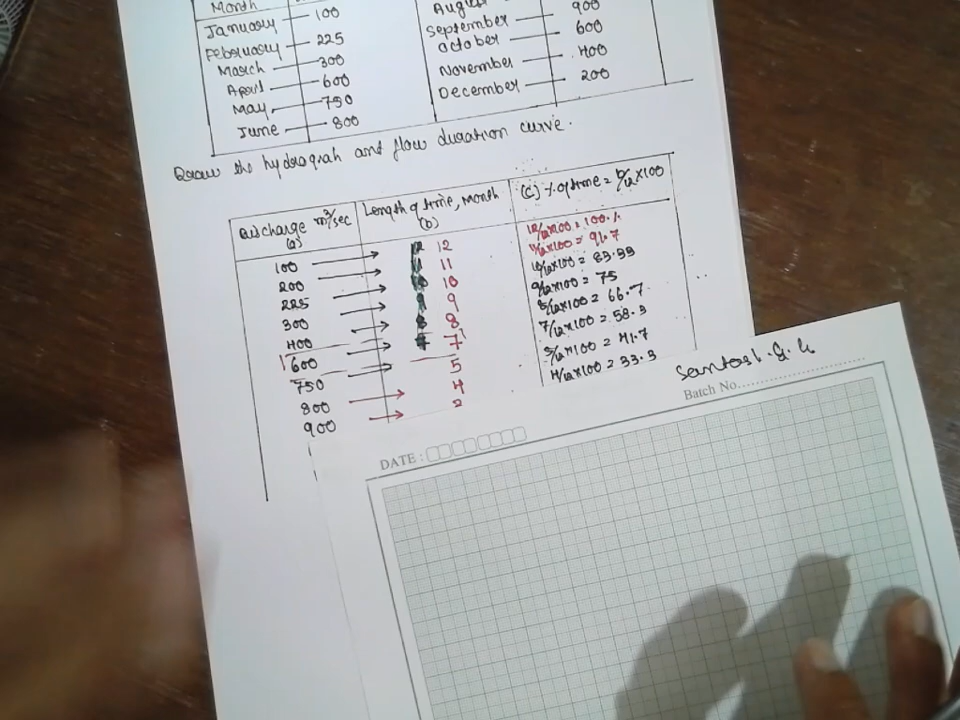 Month
January 100
February 225
March 300
April 600
May 750
June 800
August 900
September 600
October 400
November 200
December
Draw the hydrograh and flow duration curve.
Discharge m³/sec (a) Length of time, month (b) (C) % of time = b/12 x100
100 12 12/12x100 = 100%
200 11 11/12x100 = 91.7
225 10 10/12x100 = 83.33
300 9 9/12x100 = 75
400 8 8/12x100 = 66.7
600 7 7/12x100 = 58.3
750 5 5/12x100 = 41.7
800 4 4/12x100 = 33.3
900 2
Batch No.
DATE :